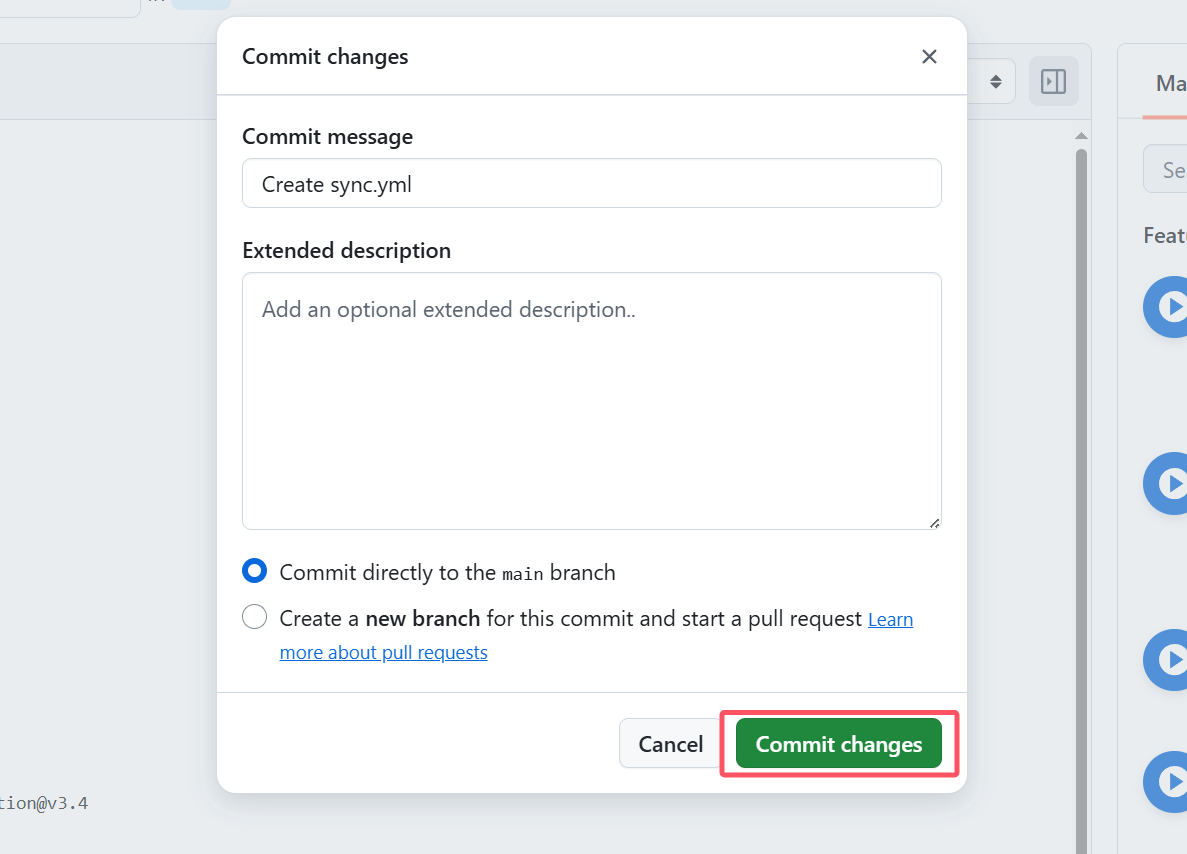 Commit changes
Commit message
Create sync.yml
Extended description
Add an optional extended description..
Commit directly to the main branch
Create a new branch for this commit and start a pull request Learn
more about pull requests
Cancel
Commit changes
tion@v3.4
Ma
Se
Feat